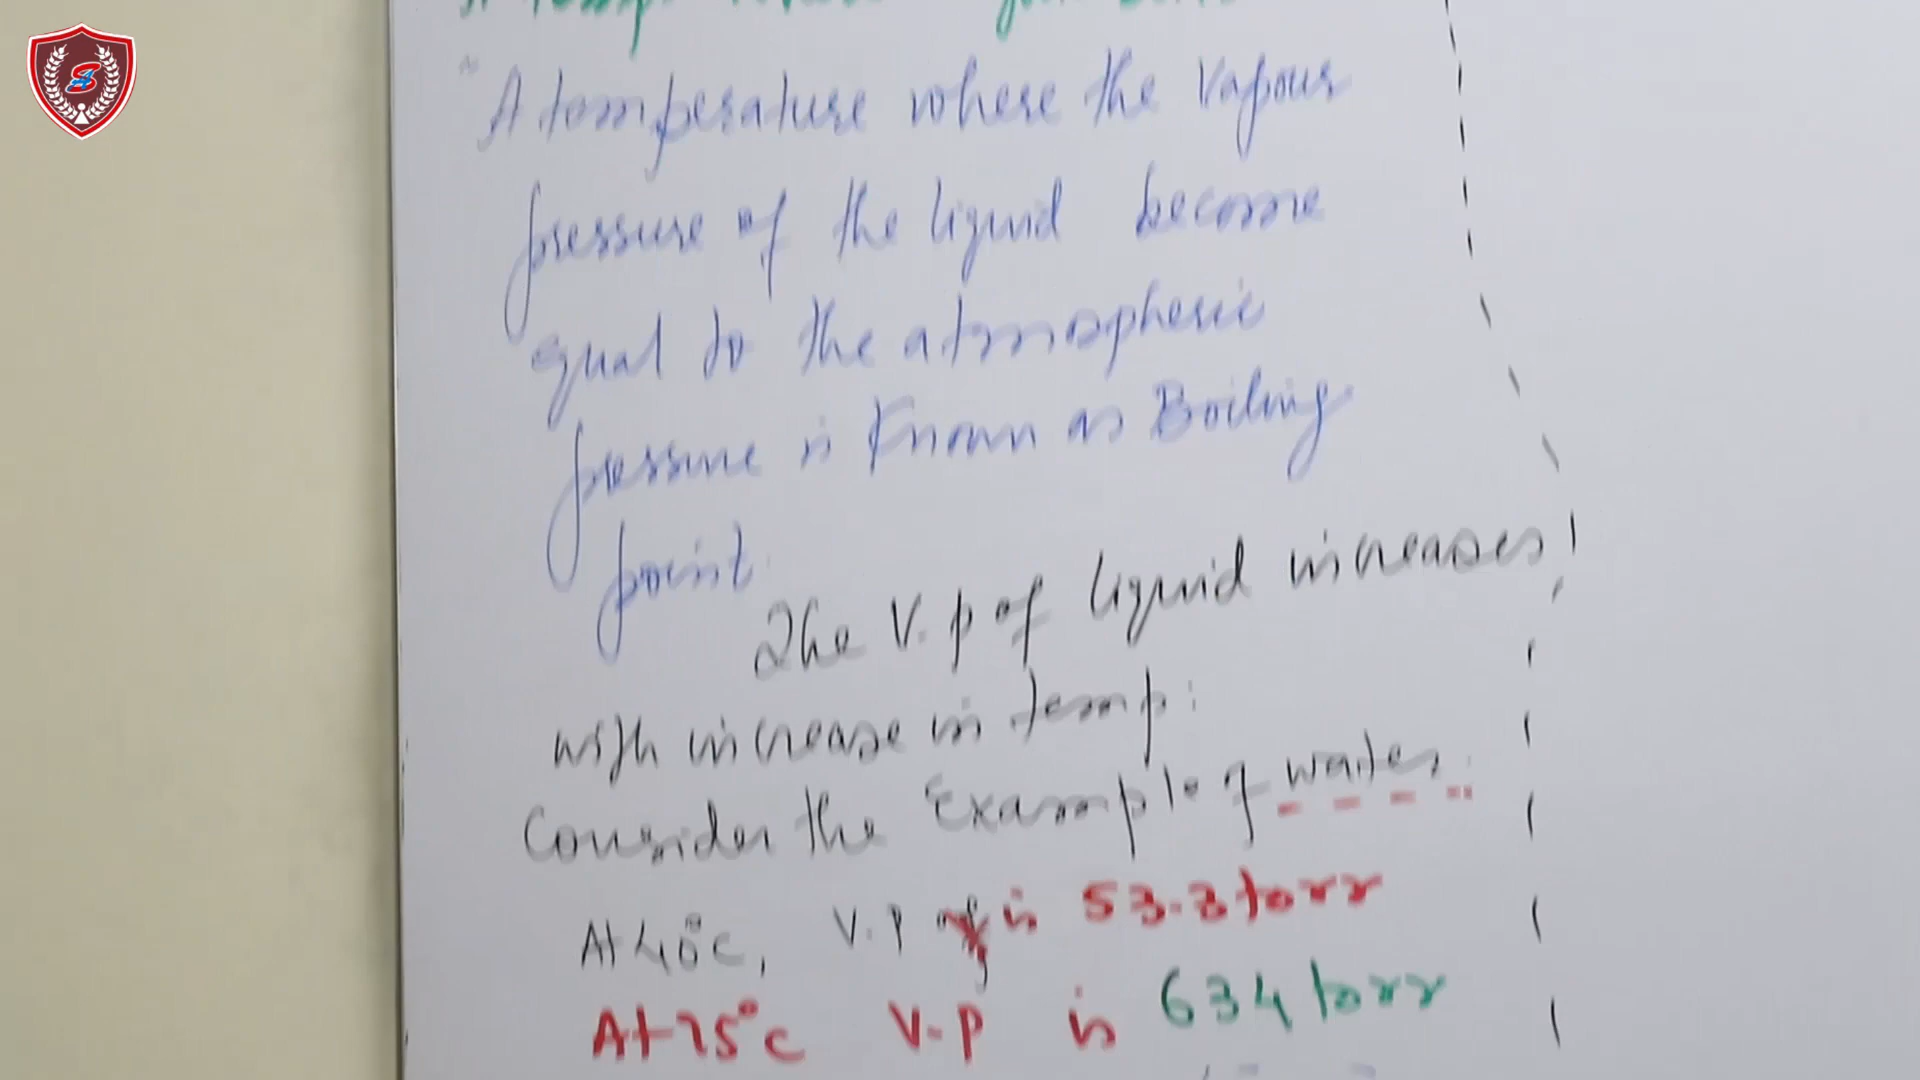 "A temperature where the vapour
pressure of the liquid become
equal to the atmospheric
pressure is known as Boiling
point.
The V.p of liquid increases
with increase in temp:
Consider the Example of water.
At 40°C, V.P of is 53.3 torr
At 75°C V.P is 634 torr